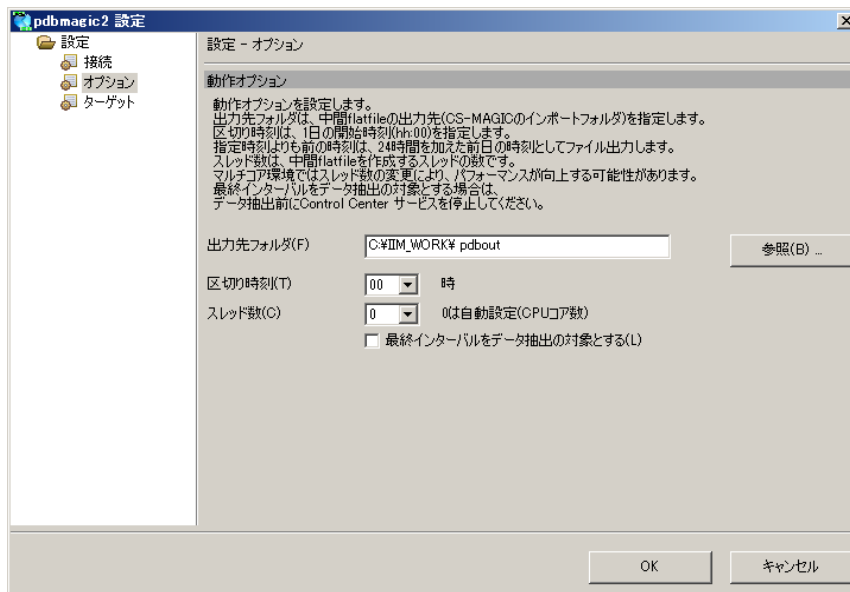 pdbmagic2 設定
設定
接続
オプション
ターゲット
設定 - オプション
動作オプション
動作オプションを設定します。
出力先フォルダは、中間flatfileの出力先(CS-MAGICのインポートフォルダ)を指定します。
区切り時刻は、1日の開始時刻(hh:00)を指定します。
指定時刻よりも前の時刻は、24時間を加えた前日の時刻としてファイル出力します。
スレッド数は、中間flatfileを作成するスレッドの数です。
マルチコア環境ではスレッド数の変更により、パフォーマンスが向上する可能性があります。
最終インターバルをデータ抽出の対象とする場合は、
データ抽出前にControl Center サービスを停止してください。
出力先フォルダ(F)
C:¥IIM_WORK¥ pdbout
参照(B) ...
区切り時刻(T)
00
時
スレッド数(C)
0
0は自動設定(CPUコア数)
最終インターバルをデータ抽出の対象とする(L)
OK
キャンセル